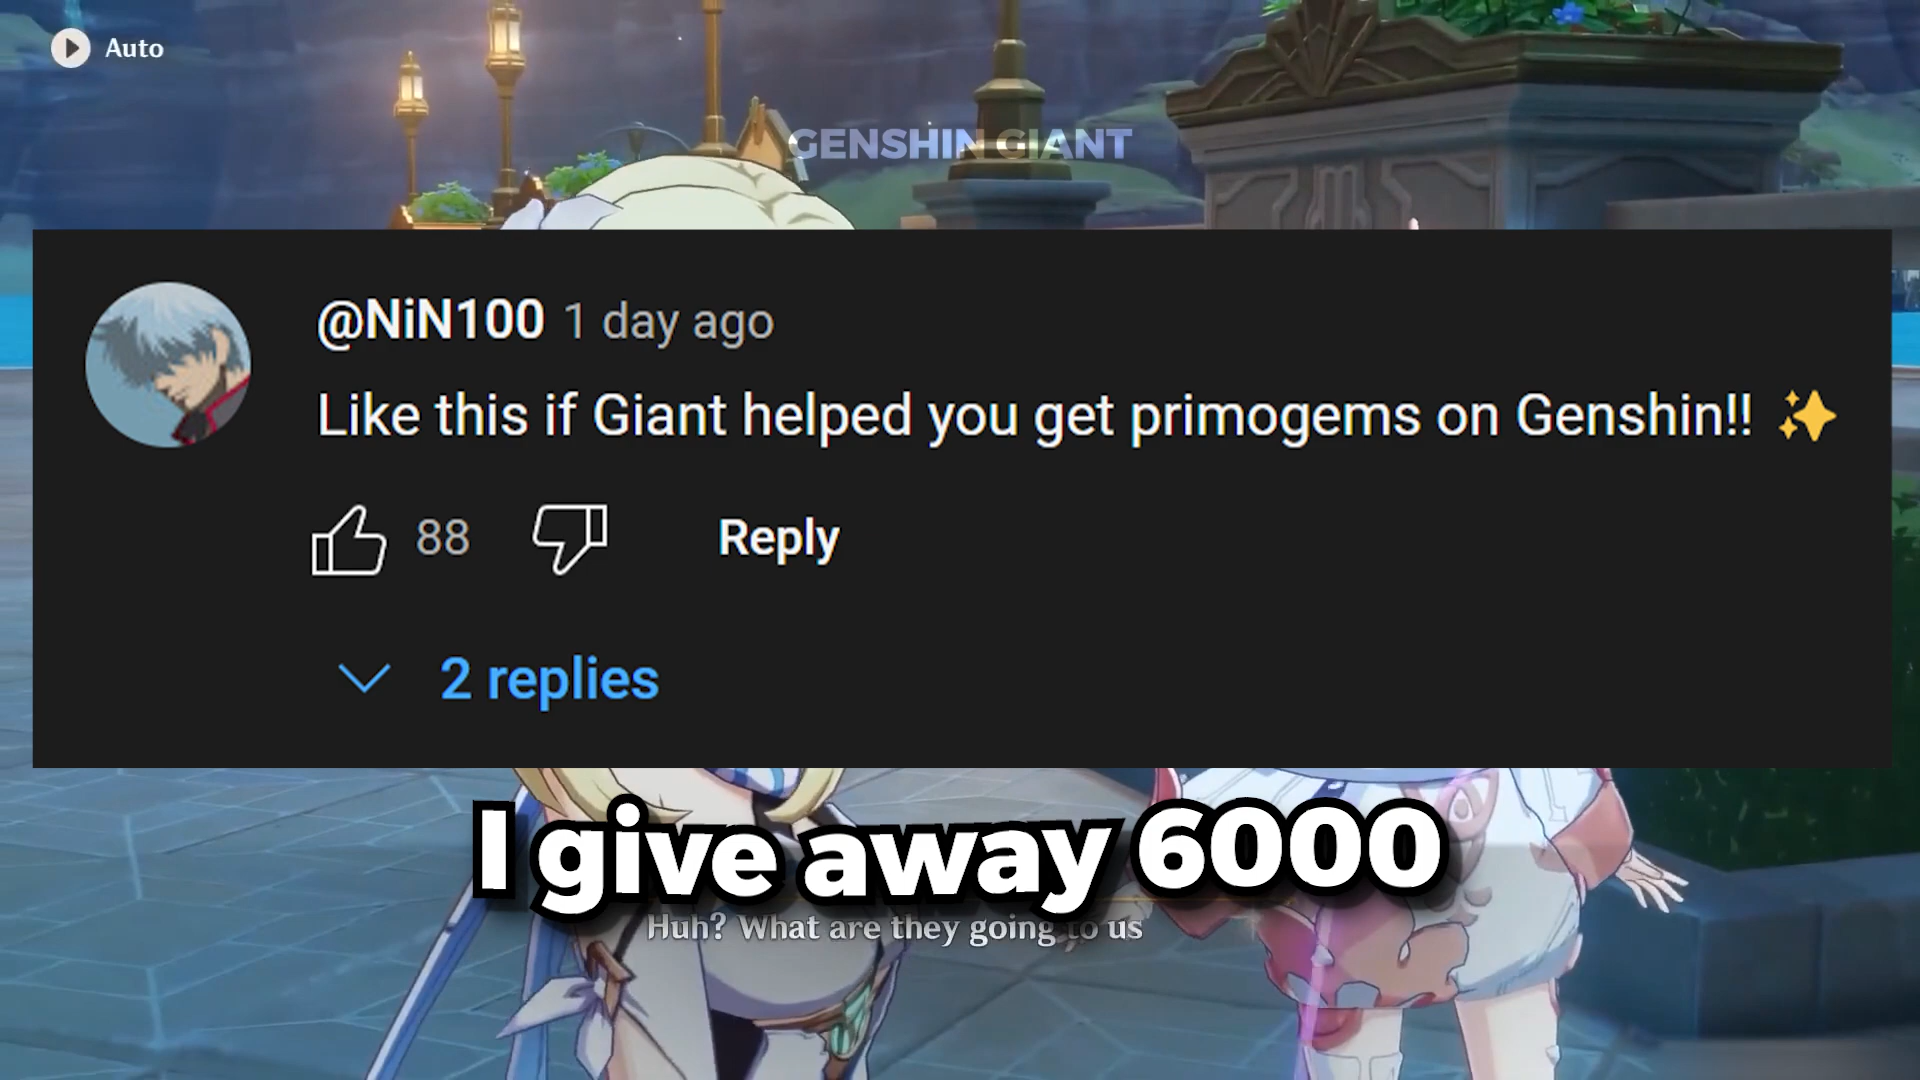 Auto
GENSHIN GIANT
@NiN100 1 day ago
Like this if Giant helped you get primogems on Genshin!! ✨
88 Reply
2 replies
I give away 6000
Huh? What are they going to us